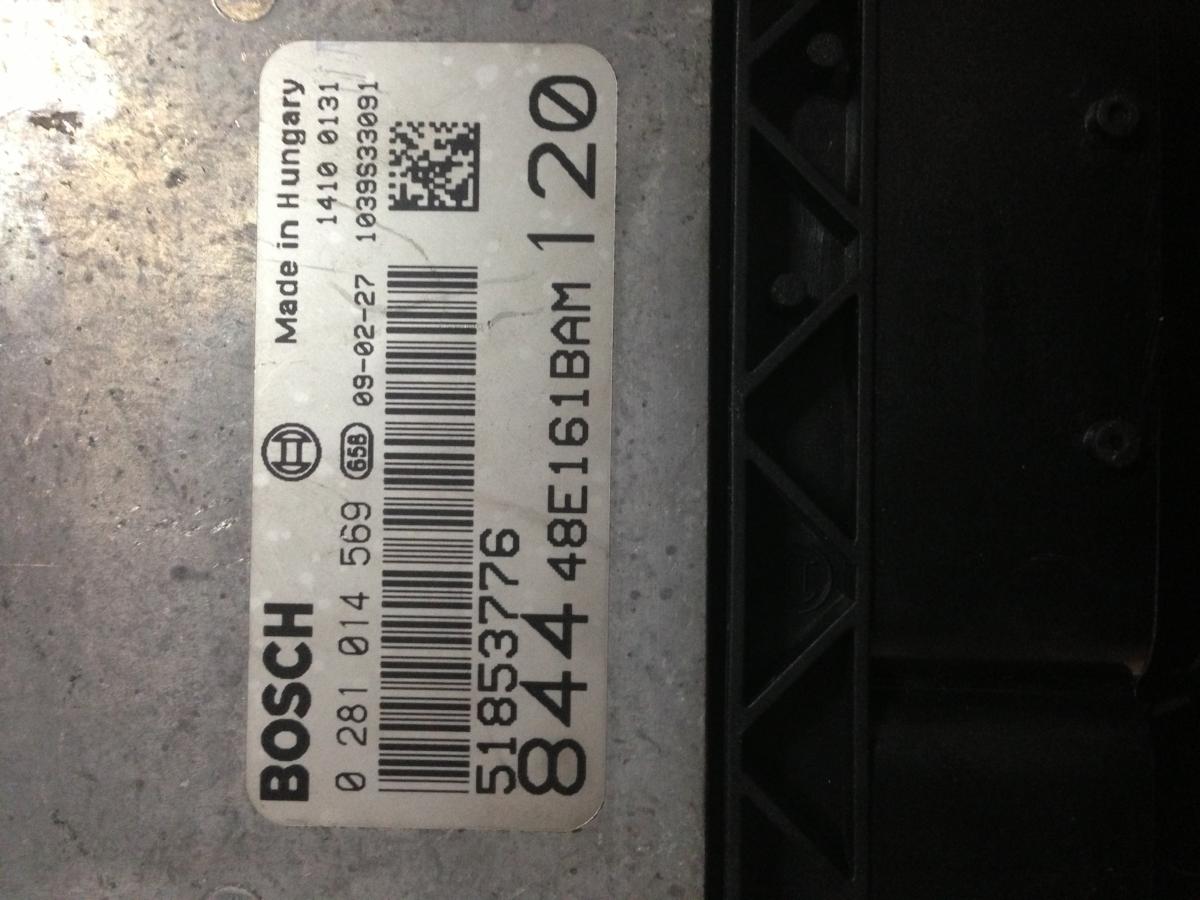 BOSCH Made in Hungary
1410 0131
0 281 014 569 658 09-02-27 1039S33091
51853776
844 48E161BAM 120